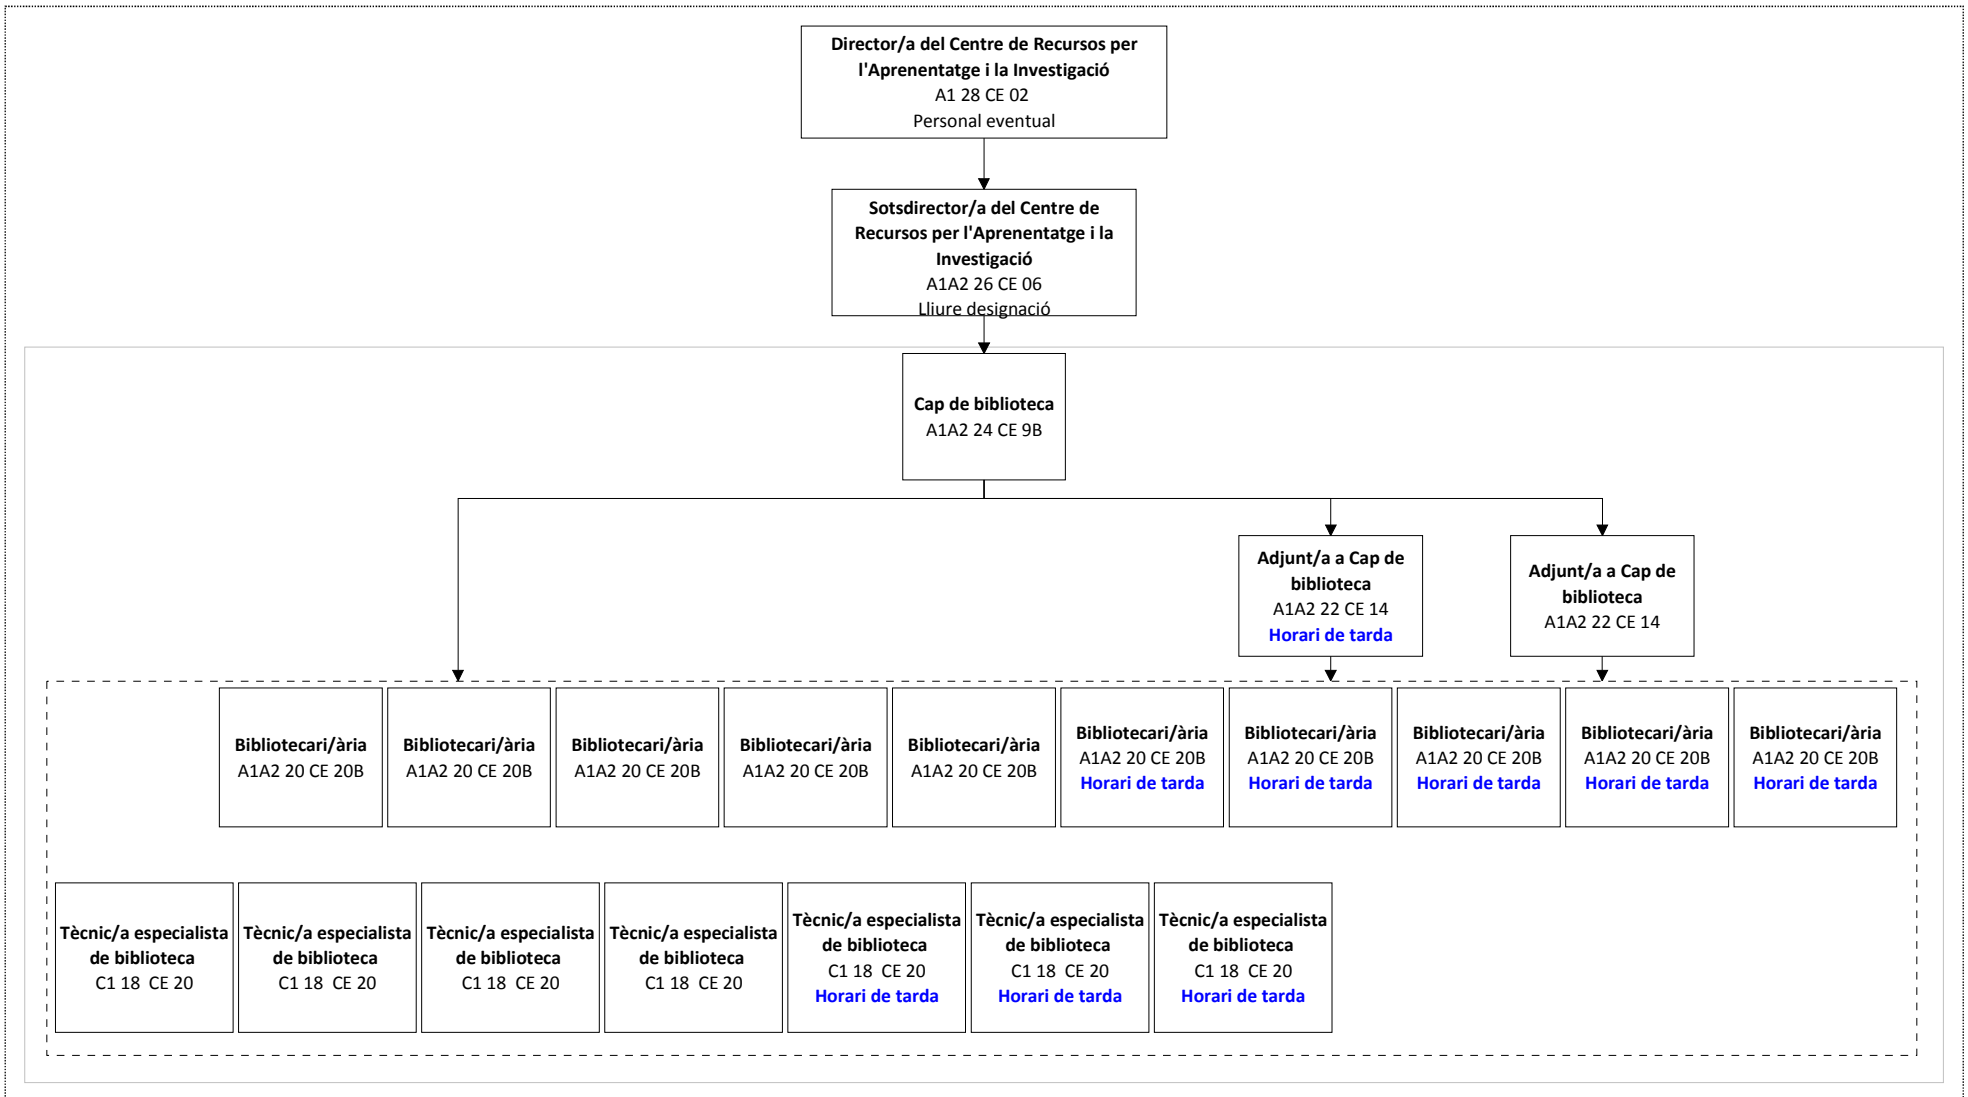 Director/a del Centre de Recursos per
l'Aprenentatge i la Investigació
A1 28 CE 02
Personal eventual
Sotsdirector/a del Centre de
Recursos per l'Aprenentatge i la
Investigació
A1A2 26 CE 06
Lliure designació
Cap de biblioteca
A1A2 24 CE 9B
Adjunt/a a Cap de
biblioteca
A1A2 22 CE 14
Horari de tarda
Adjunt/a a Cap de
biblioteca
A1A2 22 CE 14
Bibliotecari/ària
A1A2 20 CE 20B
Bibliotecari/ària
A1A2 20 CE 20B
Bibliotecari/ària
A1A2 20 CE 20B
Bibliotecari/ària
A1A2 20 CE 20B
Bibliotecari/ària
A1A2 20 CE 20B
Bibliotecari/ària
A1A2 20 CE 20B
Horari de tarda
Bibliotecari/ària
A1A2 20 CE 20B
Horari de tarda
Bibliotecari/ària
A1A2 20 CE 20B
Horari de tarda
Bibliotecari/ària
A1A2 20 CE 20B
Horari de tarda
Bibliotecari/ària
A1A2 20 CE 20B
Horari de tarda
Tècnic/a especialista
de biblioteca
C1 18  CE 20
Tècnic/a especialista
de biblioteca
C1 18  CE 20
Tècnic/a especialista
de biblioteca
C1 18  CE 20
Tècnic/a especialista
de biblioteca
C1 18  CE 20
Tècnic/a especialista
de biblioteca
C1 18  CE 20
Horari de tarda
Tècnic/a especialista
de biblioteca
C1 18  CE 20
Horari de tarda
Tècnic/a especialista
de biblioteca
C1 18  CE 20
Horari de tarda